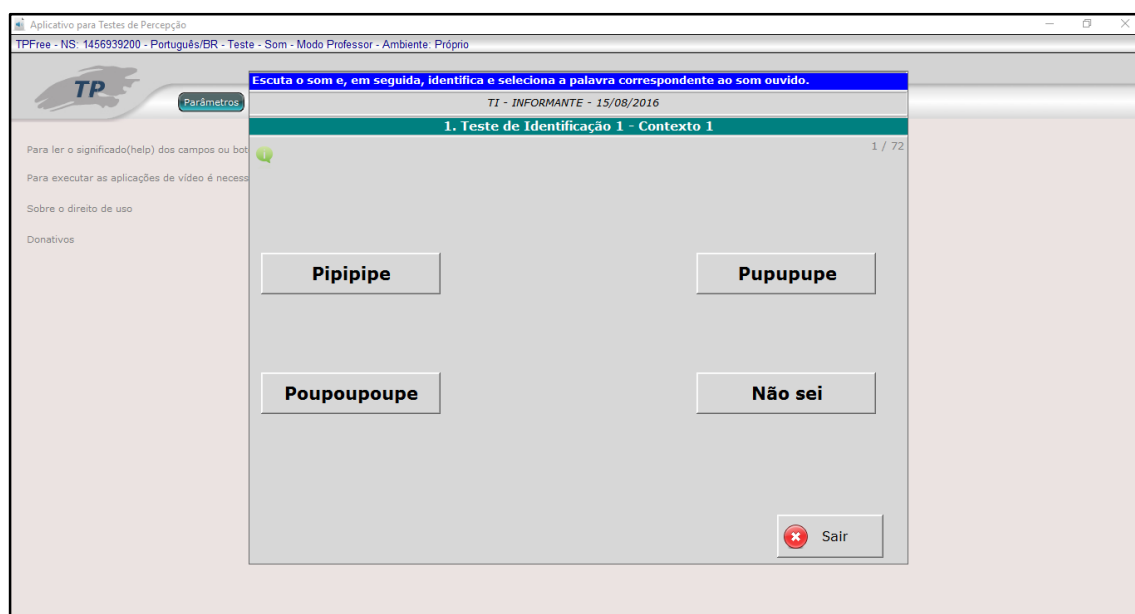 Aplicativo para Testes de Percepção
TPFree - NS: 1456939200 - Português/BR - Teste - Som - Modo Professor - Ambiente: Próprio
TP
Parâmetros
Escuta o som e, em seguida, identifica e seleciona a palavra correspondente ao som ouvido.
TI - INFORMANTE - 15/08/2016
1. Teste de Identificação 1 - Contexto 1
1 / 72
Para ler o significado(help) dos campos ou bot
Para executar as aplicações de vídeo é necess
Sobre o direito de uso
Donativos
Pipipipe
Pupupupe
Poupoupoupe
Não sei
Sair